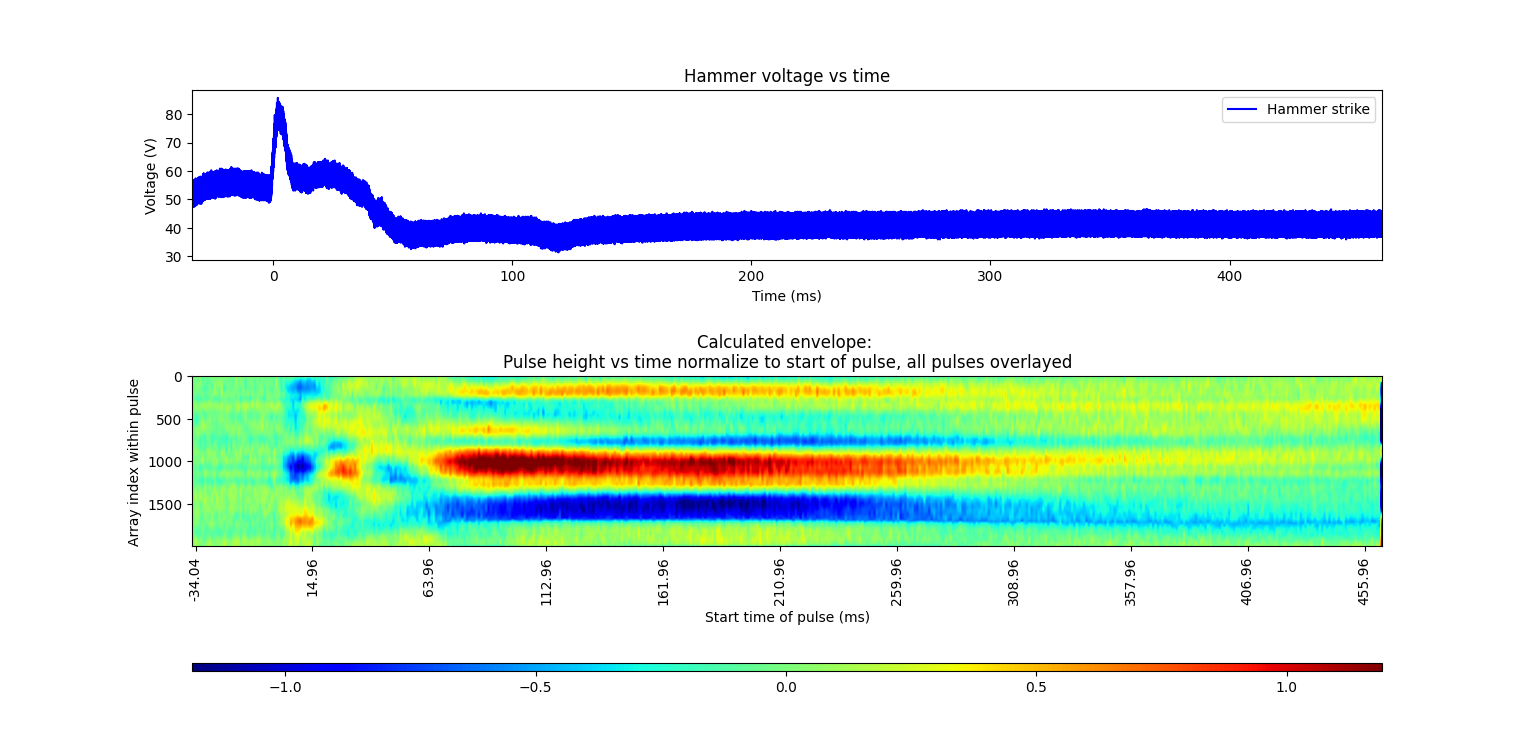 Hammer voltage vs time
Voltage (V)
80
70
60
50
40
30
Hammer strike
0 100 200 300 400
Time (ms)
Calculated envelope:
Pulse height vs time normalize to start of pulse, all pulses overlayed
Array index within pulse
0
500
1000
1500
-34.04 14.96 63.96 112.96 161.96 210.96 259.96 308.96 357.96 406.96 455.96
Start time of pulse (ms)
−1.0 −0.5 0.0 0.5 1.0